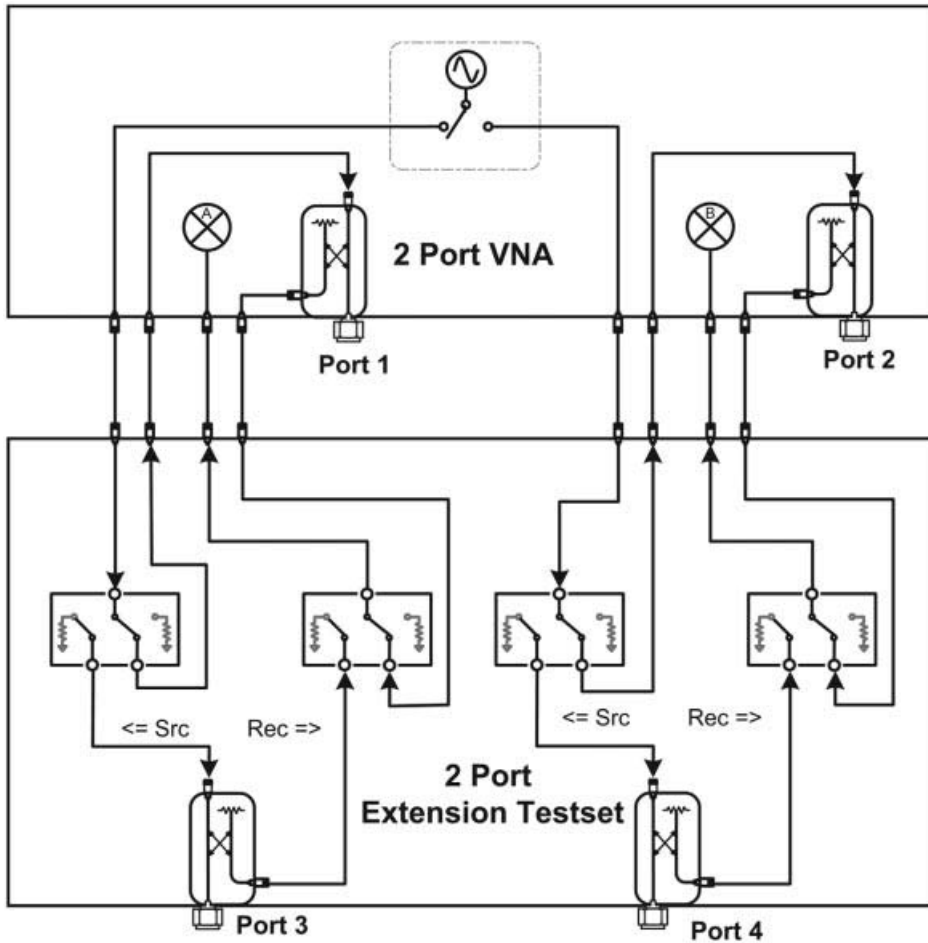 A
B
2 Port VNA
Port 1
Port 2
<= Src
Rec =>
<= Src
Rec =>
2 Port
Extension Testset
Port 3
Port 4